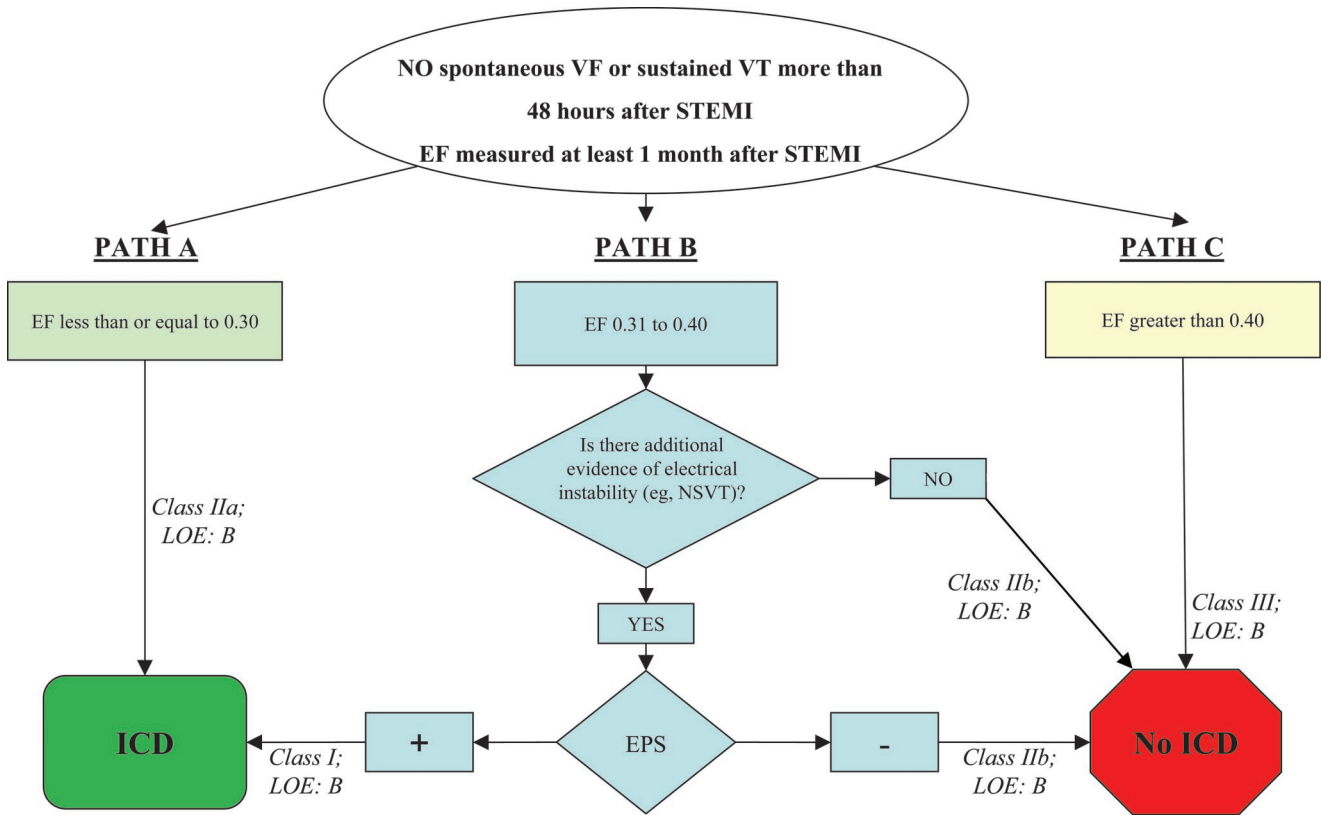 NO spontaneous VF or sustained VT more than
48 hours after STEMI
EF measured at least 1 month after STEMI
PATH A
PATH B
PATH C
EF less than or equal to 0.30
EF 0.31 to 0.40
EF greater than 0.40
Is there additional
evidence of electrical
instability (eg, NSVT)?
NO
Class IIa;
LOE: B
Class IIb;
LOE: B
Class III;
LOE: B
YES
ICD
Class I;
LOE: B
+
EPS
-
Class IIb;
LOE: B
No ICD